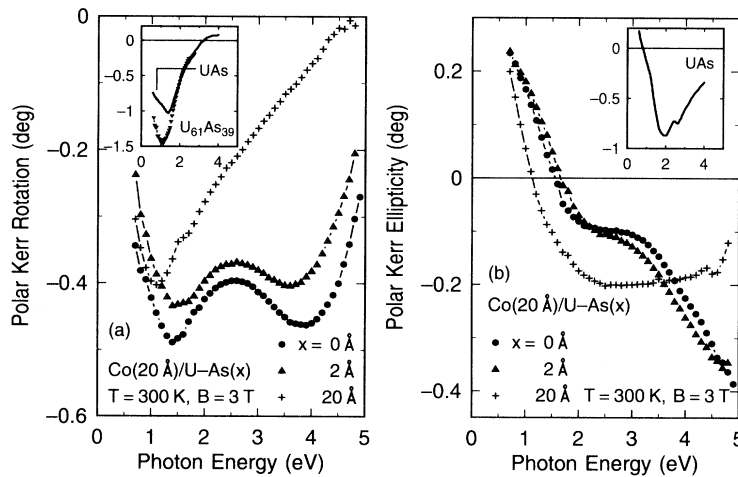 0
−0.2
−0.4
−0.6
Polar Kerr Rotation (deg)
0
−0.5
−1
−1.5
0
2
4
UAs
U61As39
(a)
Co(20 Å)/U−As(x)
T = 300 K, B = 3 T
x = 0 Å
2 Å
20 Å
0
1
2
3
4
5
Photon Energy (eV)
0.2
0
−0.2
−0.4
Polar Kerr Ellipticity (deg)
0
−0.5
−1
0
2
4
UAs
(b)
Co(20 Å)/U−As(x)
x = 0 Å
2 Å
20 Å T = 300 K, B = 3 T
0
1
2
3
4
5
Photon Energy (eV)